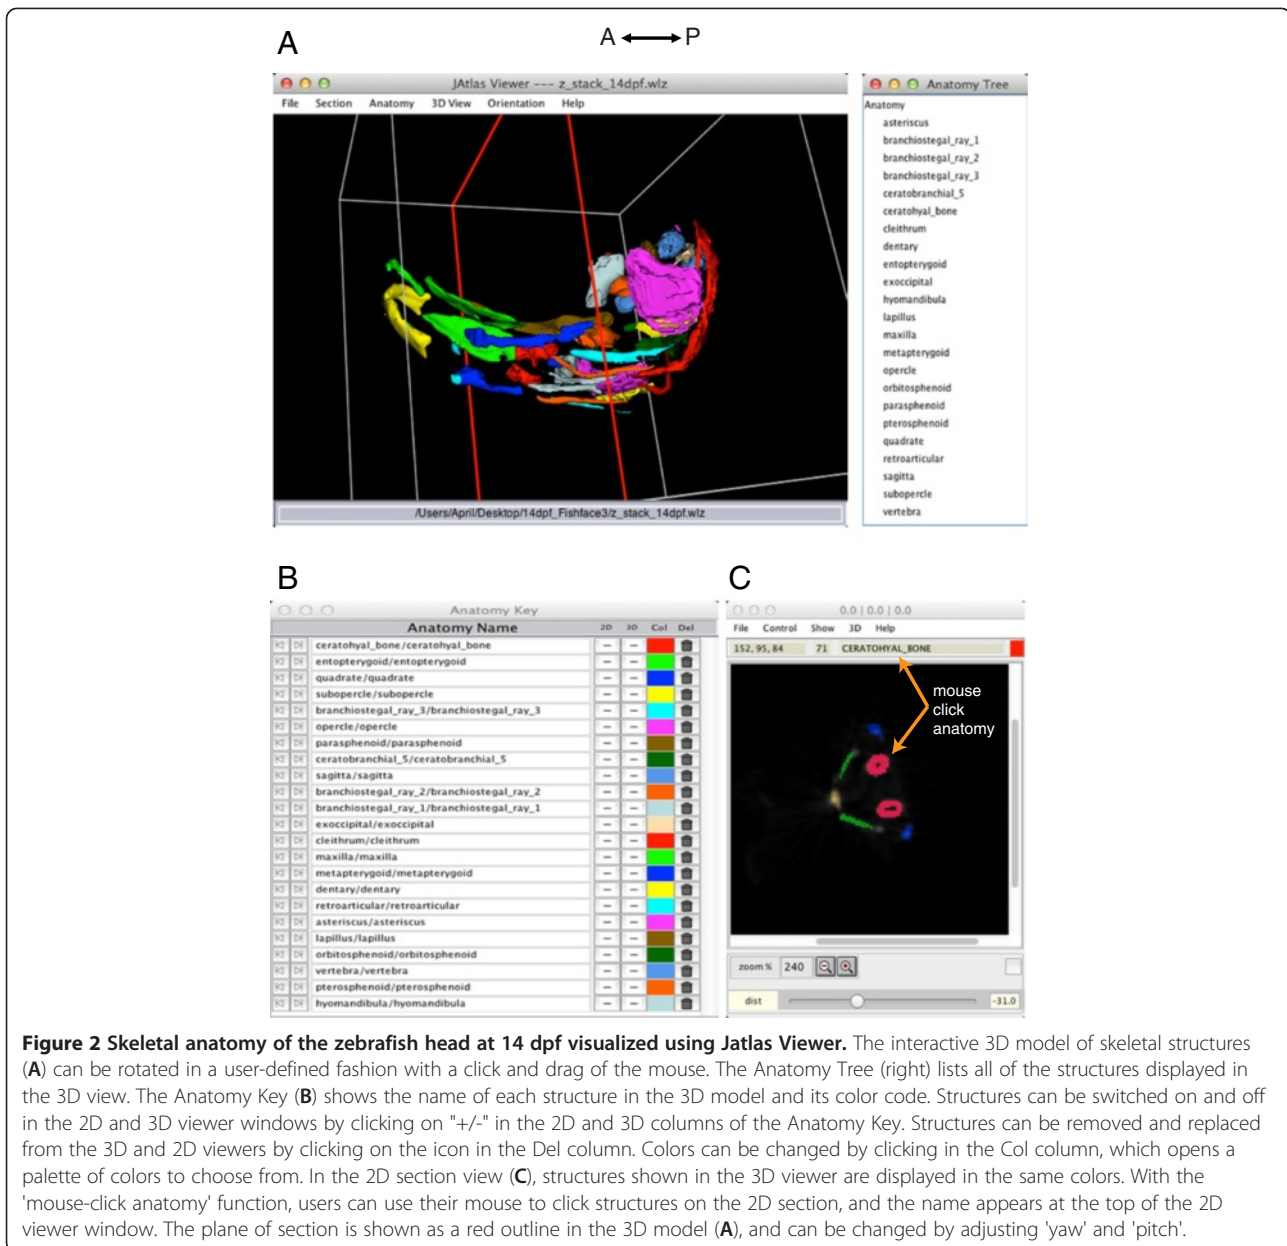 A
A P
JAtlas Viewer --- z_stack_14dpf.wlz
File Section Anatomy 3D View Orientation Help
/Users/April/Desktop/14dpf_Fishface3/z_stack_14dpf.wlz
Anatomy Tree
Anatomy
asteriscus
branchiostegal_ray_1
branchiostegal_ray_2
branchiostegal_ray_3
ceratobranchial_5
ceratohyal_bone
cleithrum
dentary
entopterygoid
exoccipital
hyomandibula
lapillus
maxilla
metapterygoid
opercle
orbitosphenoid
parasphenoid
pterosphenoid
quadrate
retroarticular
sagitta
subopercle
vertebra
B
Anatomy Key
Anatomy Name 2D 3D Col Del
ceratohyal_bone/ceratohyal_bone
entopterygoid/entopterygoid
quadrate/quadrate
subopercle/subopercle
branchiostegal_ray_3/branchiostegal_ray_3
opercle/opercle
parasphenoid/parasphenoid
ceratobranchial_5/ceratobranchial_5
sagitta/sagitta
branchiostegal_ray_2/branchiostegal_ray_2
branchiostegal_ray_1/branchiostegal_ray_1
exoccipital/exoccipital
cleithrum/cleithrum
maxilla/maxilla
metapterygoid/metapterygoid
dentary/dentary
retroarticular/retroarticular
asteriscus/asteriscus
lapillus/lapillus
orbitosphenoid/orbitosphenoid
vertebra/vertebra
pterosphenoid/pterosphenoid
hyomandibula/hyomandibula
C
0.0 | 0.0 | 0.0
File Control Show 3D Help
152, 95, 84 71 CERATOHYAL_BONE
mouse
click
anatomy
zoom % 240
dist -31.0
Figure 2 Skeletal anatomy of the zebrafish head at 14 dpf visualized using Jatlas Viewer. The interactive 3D model of skeletal structures
(A) can be rotated in a user-defined fashion with a click and drag of the mouse. The Anatomy Tree (right) lists all of the structures displayed in
the 3D view. The Anatomy Key (B) shows the name of each structure in the 3D model and its color code. Structures can be switched on and off
in the 2D and 3D viewer windows by clicking on "+/-" in the 2D and 3D columns of the Anatomy Key. Structures can be removed and replaced
from the 3D and 2D viewers by clicking on the icon in the Del column. Colors can be changed by clicking in the Col column, which opens a
palette of colors to choose from. In the 2D section view (C), structures shown in the 3D viewer are displayed in the same colors. With the
'mouse-click anatomy' function, users can use their mouse to click structures on the 2D section, and the name appears at the top of the 2D
viewer window. The plane of section is shown as a red outline in the 3D model (A), and can be changed by adjusting 'yaw' and 'pitch'.